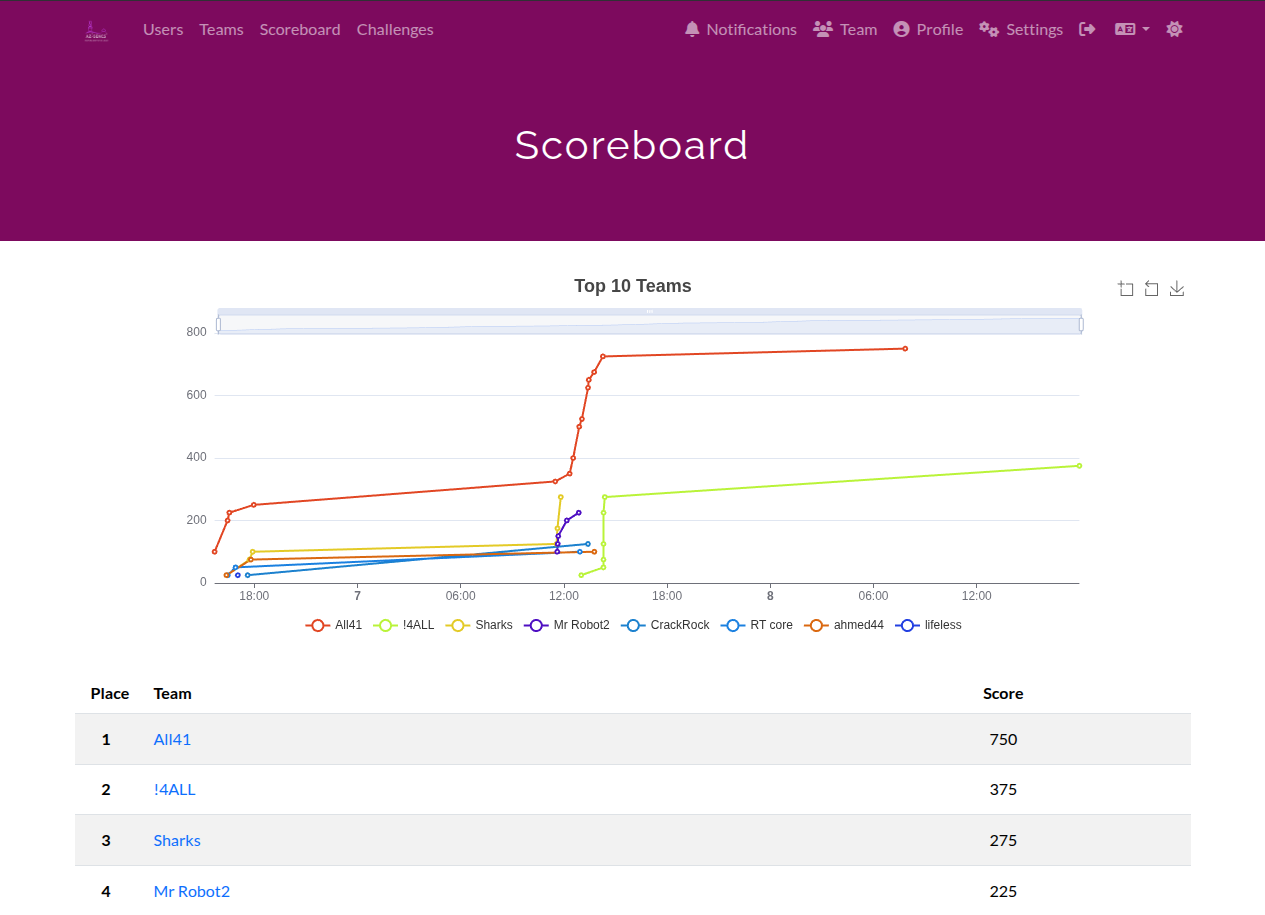 Users Teams Scoreboard Challenges Notifications Team Profile Settings
Scoreboard
Top 10 Teams
800
600
400
200
0
18:00 7 06:00 12:00 18:00 8 06:00 12:00
All41 !4ALL Sharks Mr Robot2 CrackRock RT core ahmed44 lifeless
Place Team Score
1 All41 750
2 !4ALL 375
3 Sharks 275
4 Mr Robot2 225